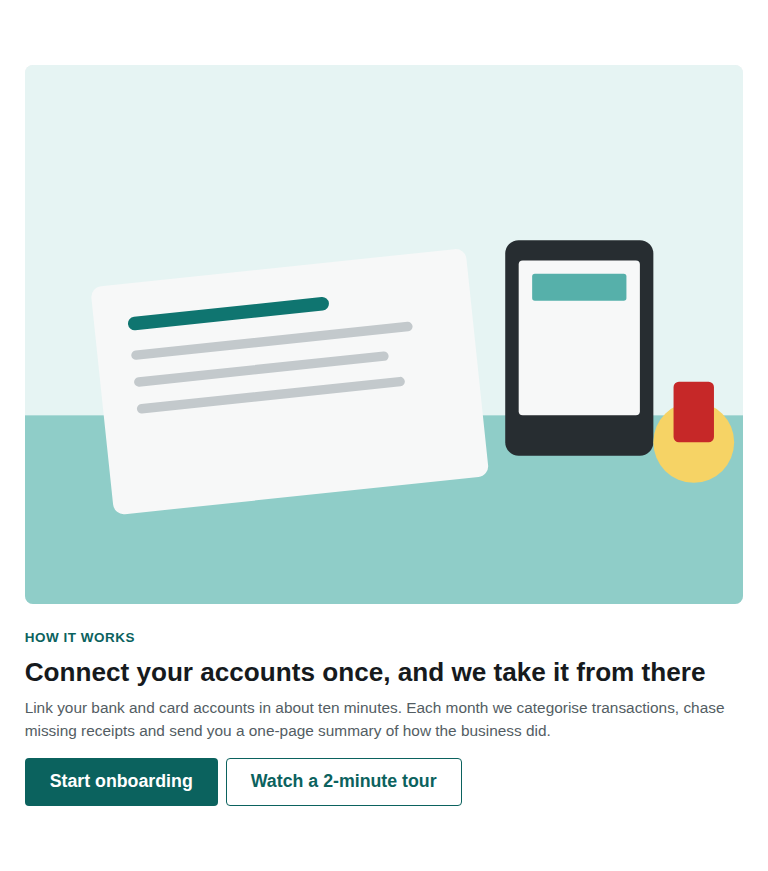 HOW IT WORKS
Connect your accounts once, and we take it from there
Link your bank and card accounts in about ten minutes. Each month we categorise transactions, chase
missing receipts and send you a one-page summary of how the business did.
Start onboarding
Watch a 2-minute tour